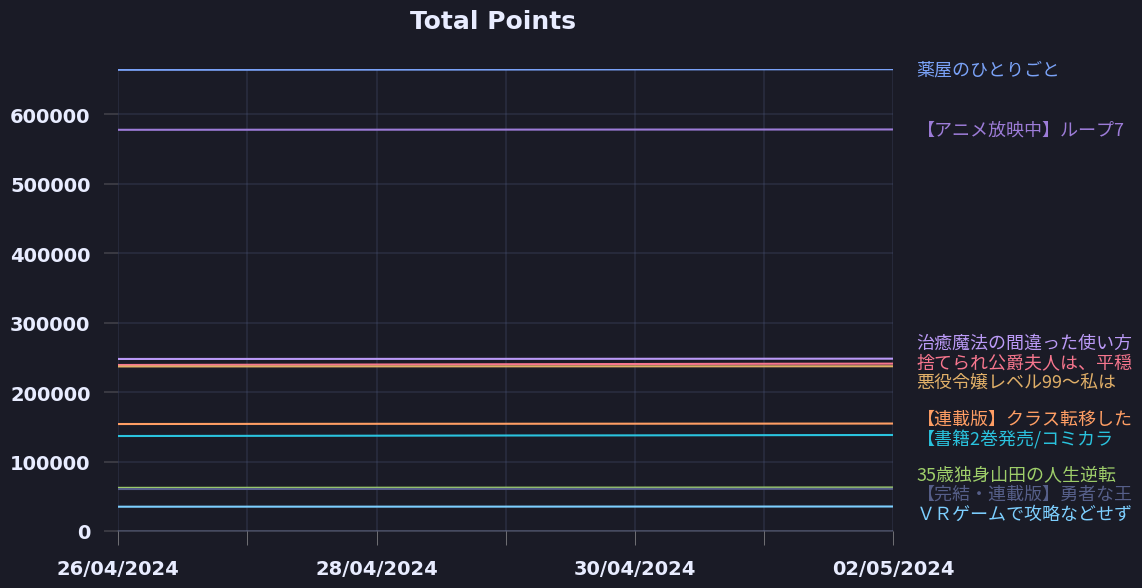 Total Points
薬屋のひとりごと
600000
【アニメ放映中】ループ7
500000
400000
300000
治癒魔法の間違った使い方
捨てられ公爵夫人は、平穏
悪役令嬢レベル99～私は
200000
【連載版】クラス転移した
【書籍2巻発売/コミカラ
100000
35歳独身山田の人生逆転
【完結・連載版】勇者な王
ＶＲゲームで攻略などせず
0
26/04/2024 28/04/2024 30/04/2024 02/05/2024